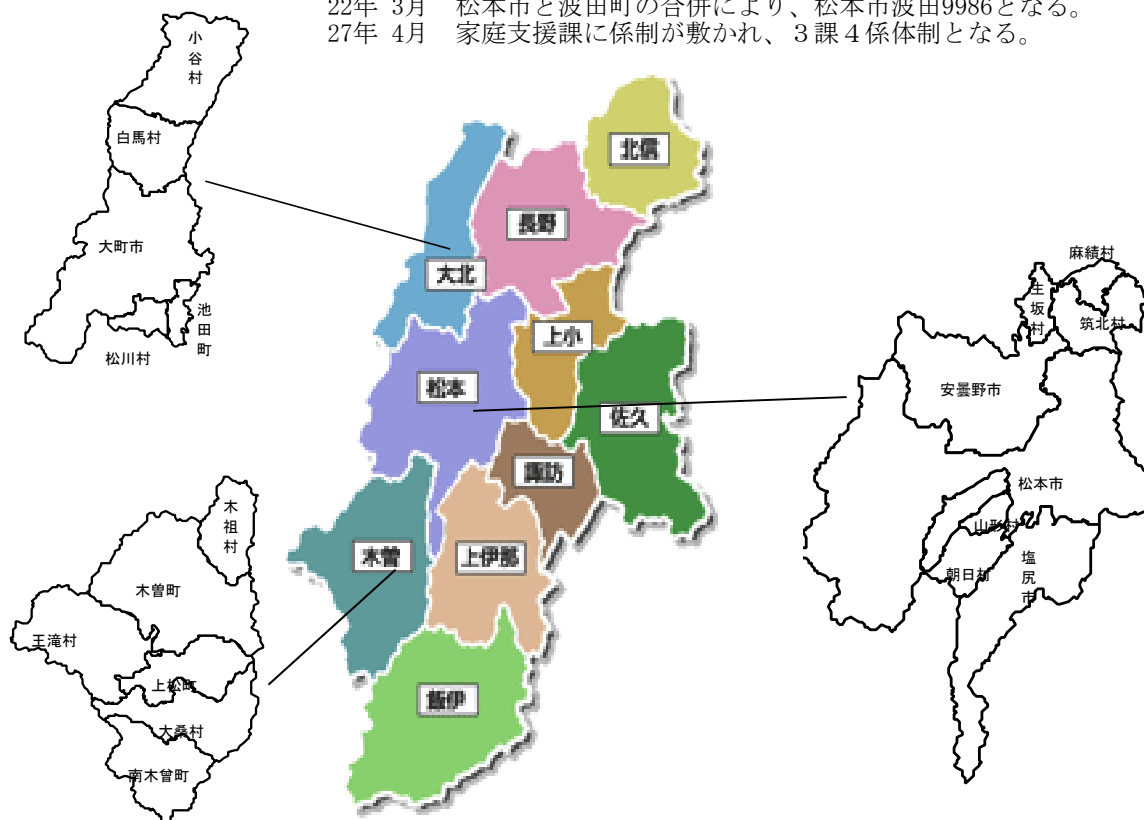 22年 3月 松本市と波田町の合併により、松本市波田9986となる。
27年 4月 家庭支援課に係制が敷かれ、3課4係体制となる。
小谷村
白馬村
大町市
池田町
松川村
北信
長野
大北
上小
松本
佐久
諏訪
木曽
上伊那
飯伊
麻績村
生坂村
筑北村
安曇野市
松本市
山形村
朝日村
塩尻市
木祖村
木曽町
王滝村
上松町
大桑村
南木曾町